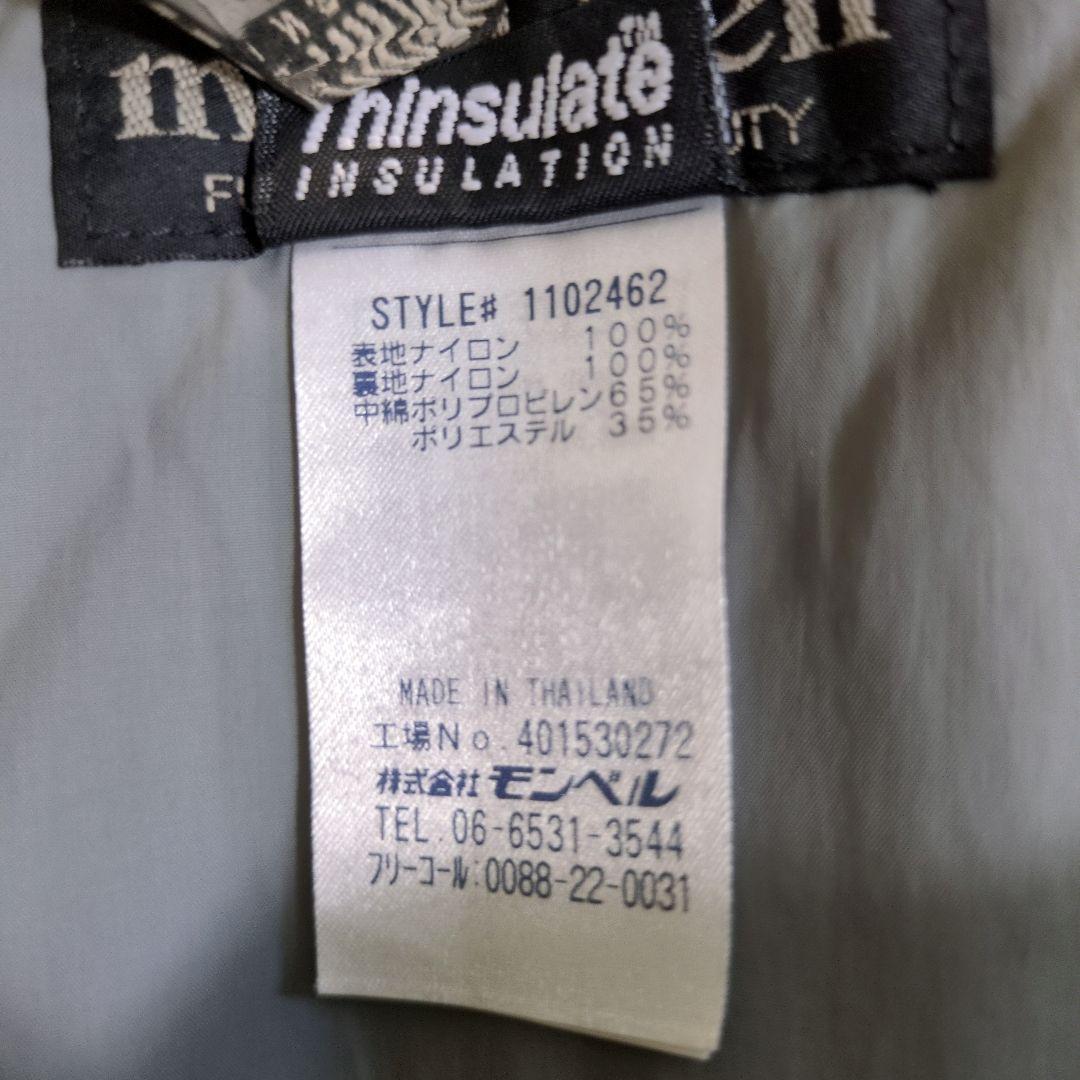 Thinsulate™
INSULATION
STYLE# 1102462
表地ナイロン 100%
裏地ナイロン 100%
中綿ポリプロピレン65%
ポリエステル 35%
MADE IN THAILAND
工場No.401530272
株式会社モンベル
TEL.06-6531-3544
フリーコール:0088-22-0031